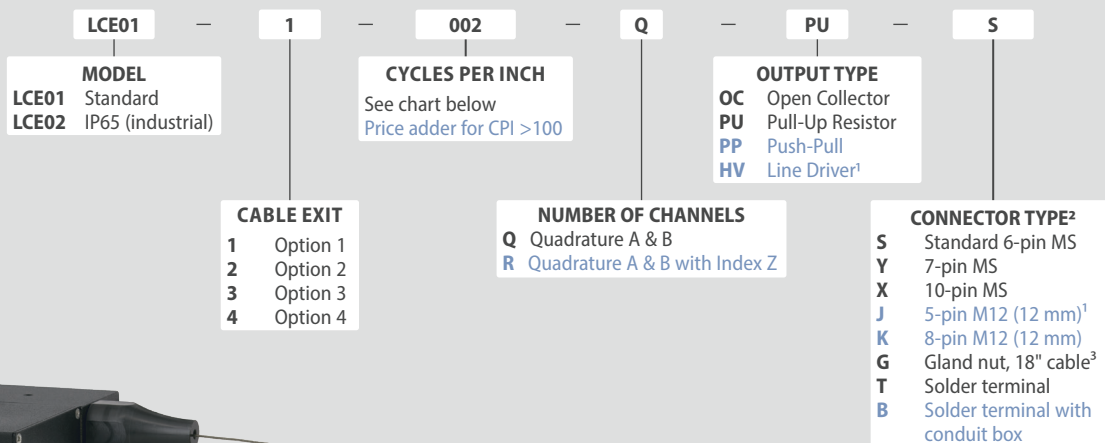 LCE01 – 1 – 002 – Q – PU – S
MODEL
LCE01 Standard
LCE02 IP65 (industrial)
CABLE EXIT
1 Option 1
2 Option 2
3 Option 3
4 Option 4
CYCLES PER INCH
See chart below
Price adder for CPI >100
NUMBER OF CHANNELS
Q Quadrature A & B
R Quadrature A & B with Index Z
OUTPUT TYPE
OC Open Collector
PU Pull-Up Resistor
PP Push-Pull
HV Line Driver¹
CONNECTOR TYPE²
S Standard 6-pin MS
Y 7-pin MS
X 10-pin MS
J 5-pin M12 (12 mm)¹
K 8-pin M12 (12 mm)
G Gland nut, 18" cable³
T Solder terminal
B Solder terminal with
conduit box